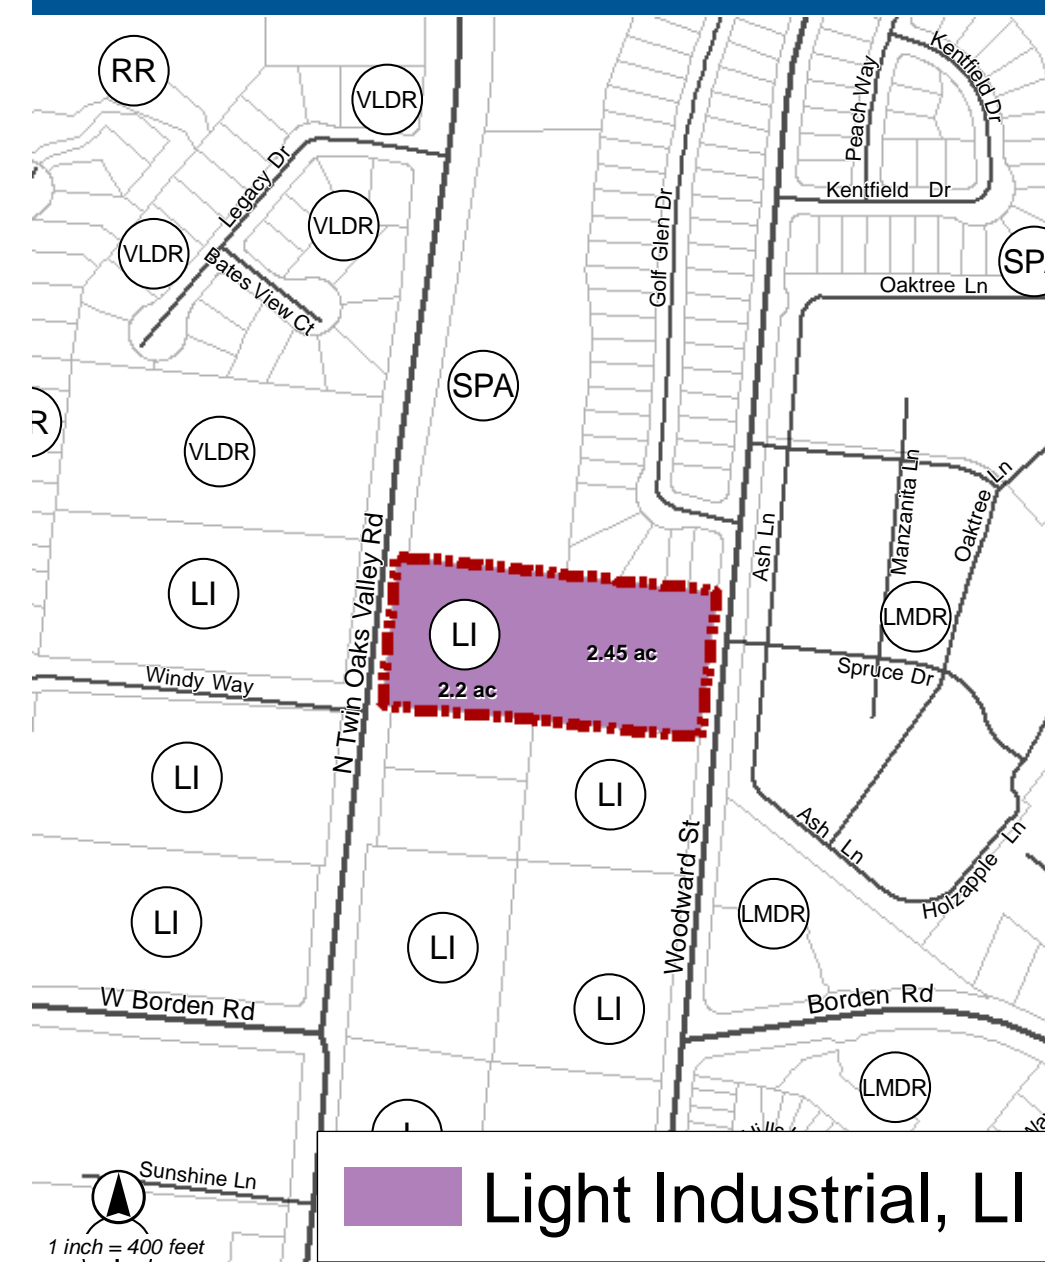 RR
VLDR
Kentfield Dr
Peach Way
Legacy Dr
Kentfield Dr
VLDR
VLDR
Golf Glen Dr
Bates View Ct
SP
Oaktree Ln
SPA
R
VLDR
Manzanita Ln
Oaktree Ln
Ash Ln
N Twin Oaks Valley Rd
LI
LI
2.45 ac
LMDR
Windy Way
2.2 ac
Spruce Dr
LI
LI
Ash Ln
Holzapple Ln
Woodward St
LI
LI
LMDR
W Borden Rd
LI
Borden Rd
LMDR
Sunshine Ln
Light Industrial, LI
1 inch = 400 feet